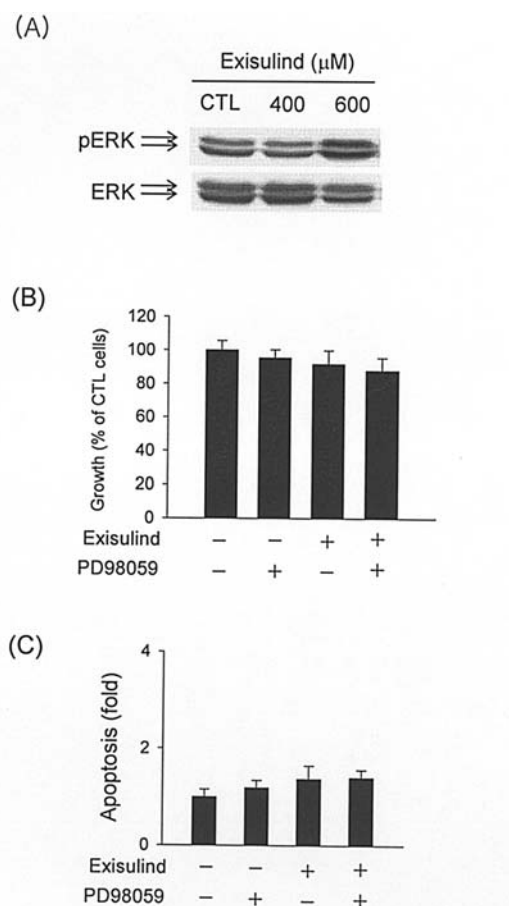 (A)
Exisulind (μM)
CTL 400 600
pERK
ERK
(B)
Growth (% of CTL cells)
120
100
80
60
40
20
0
Exisulind − − + +
PD98059 − + − +
(C)
Apoptosis (fold)
4
2
0
Exisulind − − + +
PD98059 − + − +